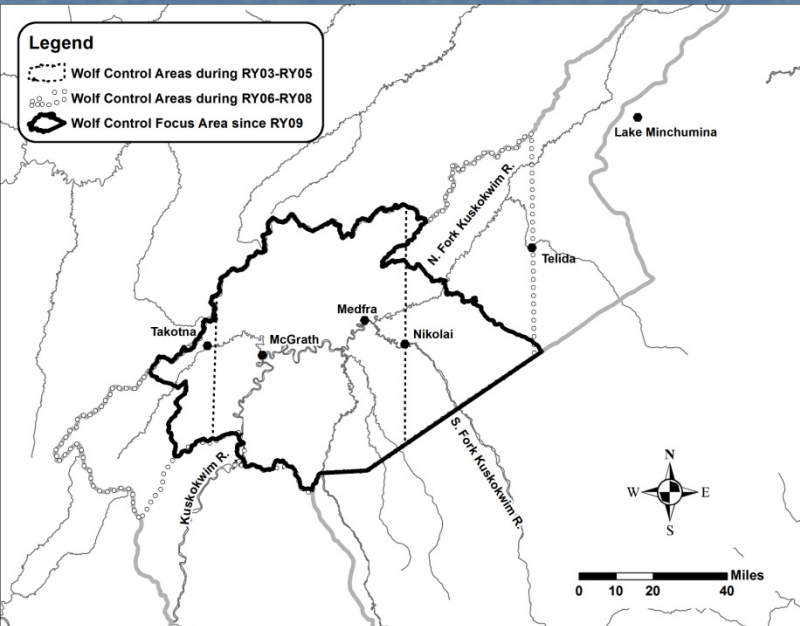 Legend
Wolf Control Areas during RY03-RY05
Wolf Control Areas during RY06-RY08
Wolf Control Focus Area since RY09
Lake Minchumina
N. Fork Kuskokwim R.
Telida
Medfra
Takotna
McGrath
Nikolai
Kuskokwim R.
S. Fork Kuskokwim R.
N
W E
S
Miles
0 10 20 40